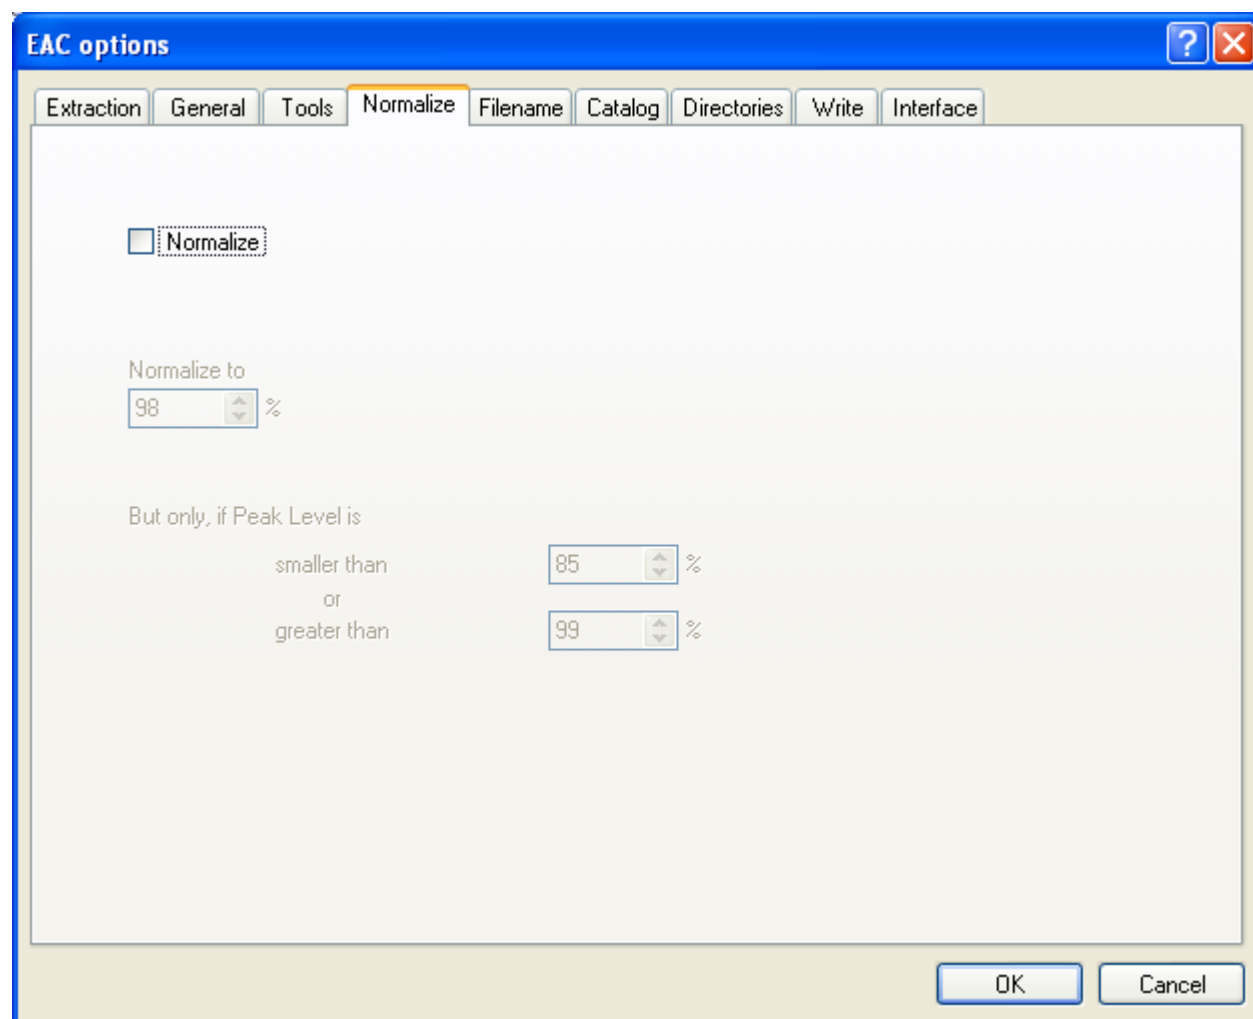 EAC options
Extraction General Tools Normalize Filename Catalog Directories Write Interface
Normalize
Normalize to
98 %
But only, if Peak Level is
smaller than 85 %
or
greater than 99 %
OK Cancel